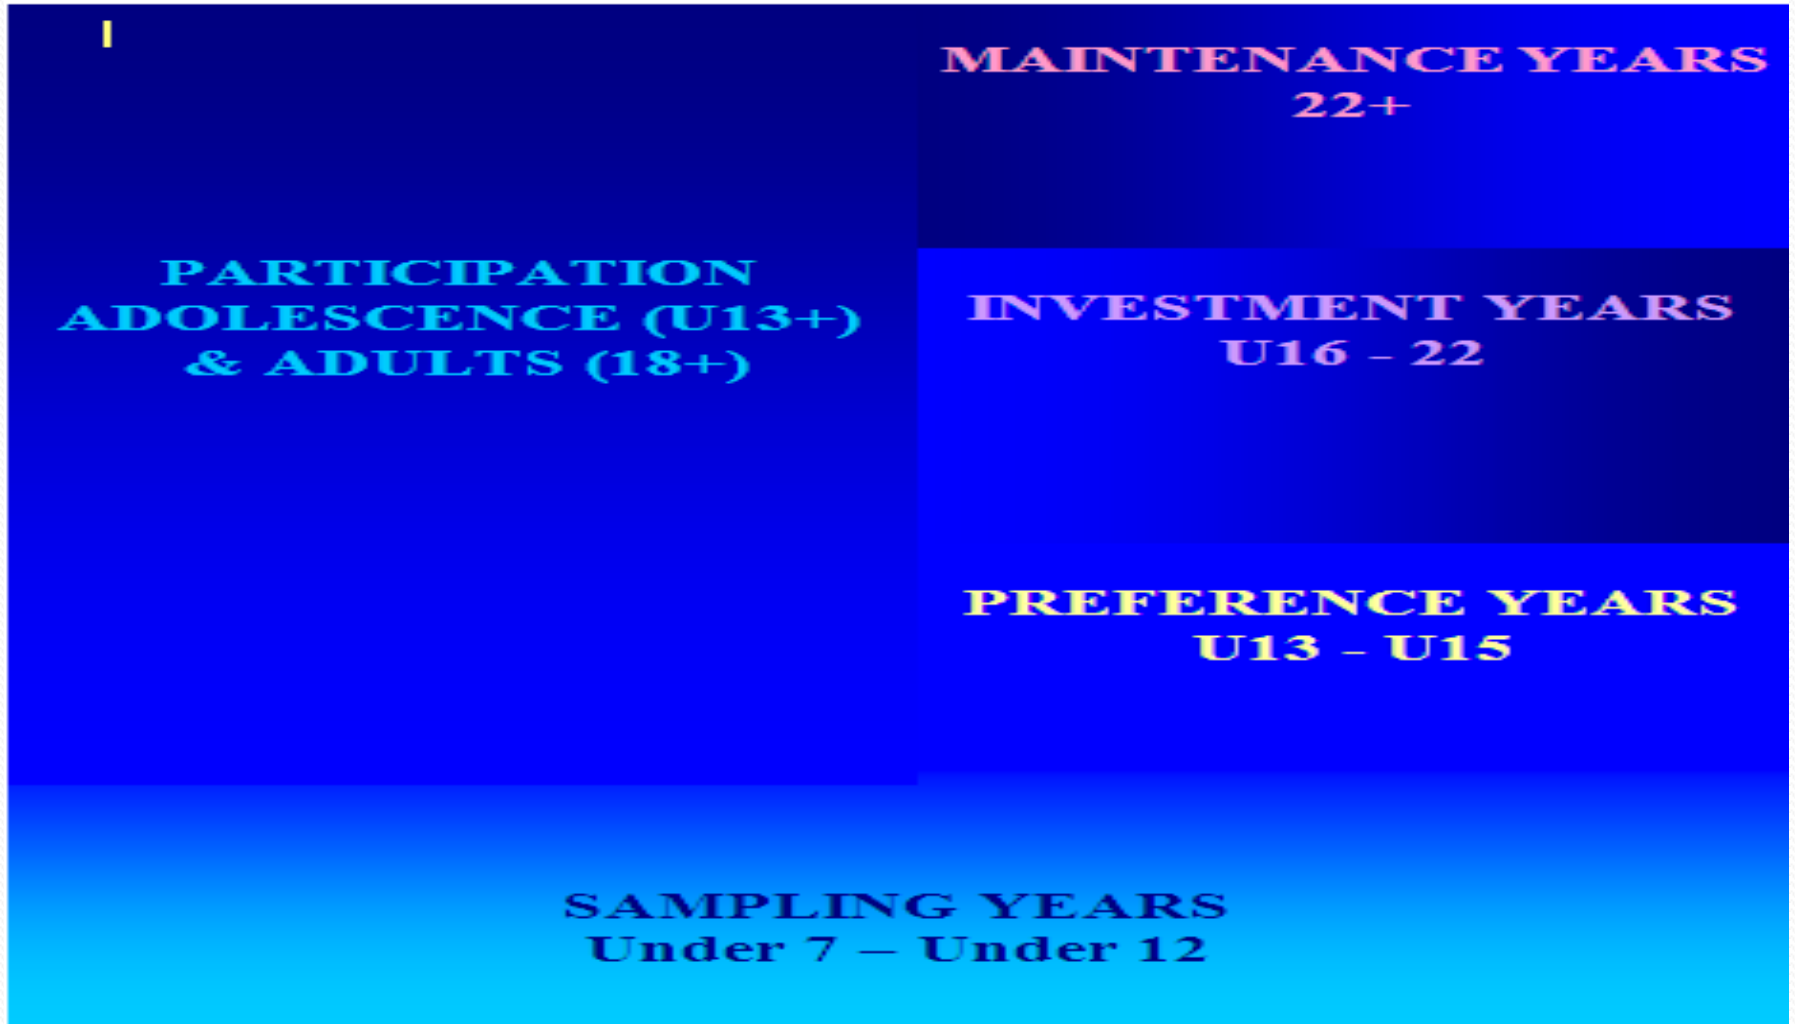 MAINTENANCE YEARS
22+
PARTICIPATION
ADOLESCENCE (U13+)
& ADULTS (18+)
INVESTMENT YEARS
U16 - 22
PREFERENCE YEARS
U13 - U15
SAMPLING YEARS
Under 7 – Under 12